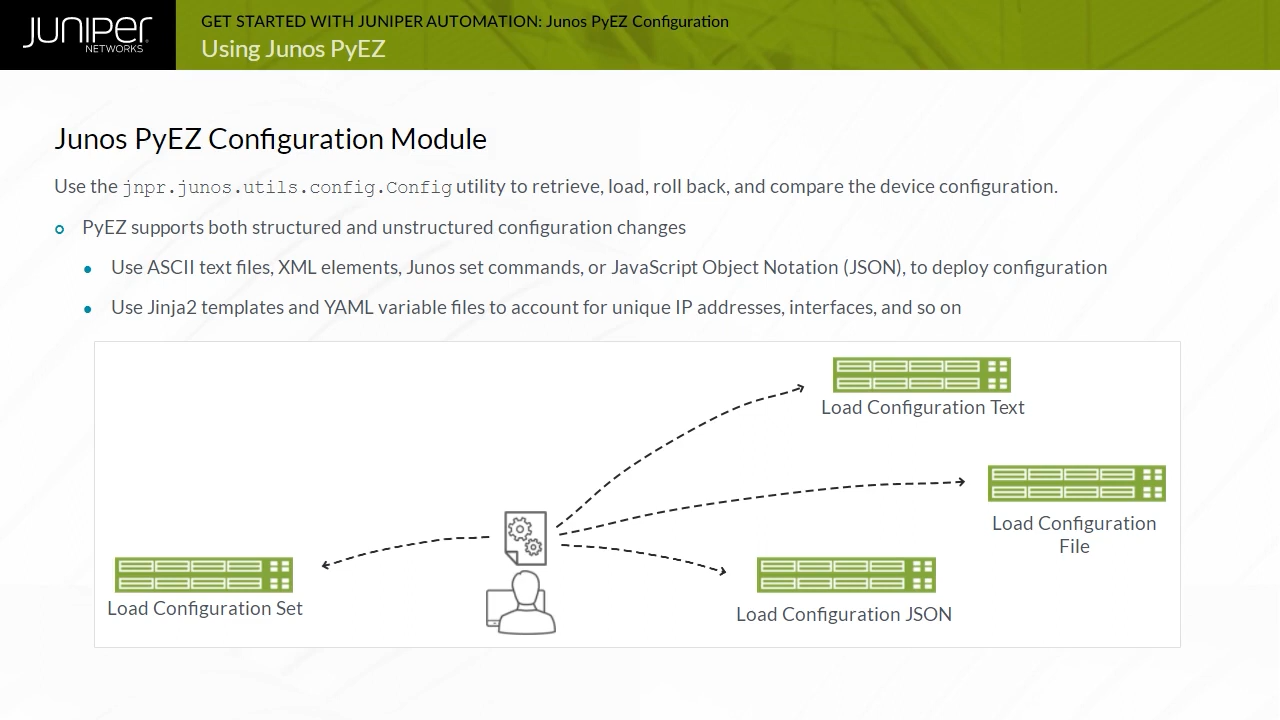 JUNIPER
NETWORKS
GET STARTED WITH JUNIPER AUTOMATION: Junos PyEZ Configuration
Using Junos PyEZ
Junos PyEZ Configuration Module
Use the jnpr.junos.utils.config.Config utility to retrieve, load, roll back, and compare the device configuration.
PyEZ supports both structured and unstructured configuration changes
Use ASCII text files, XML elements, Junos set commands, or JavaScript Object Notation (JSON), to deploy configuration
Use Jinja2 templates and YAML variable files to account for unique IP addresses, interfaces, and so on
Load Configuration Text
Load Configuration
File
Load Configuration Set
Load Configuration JSON